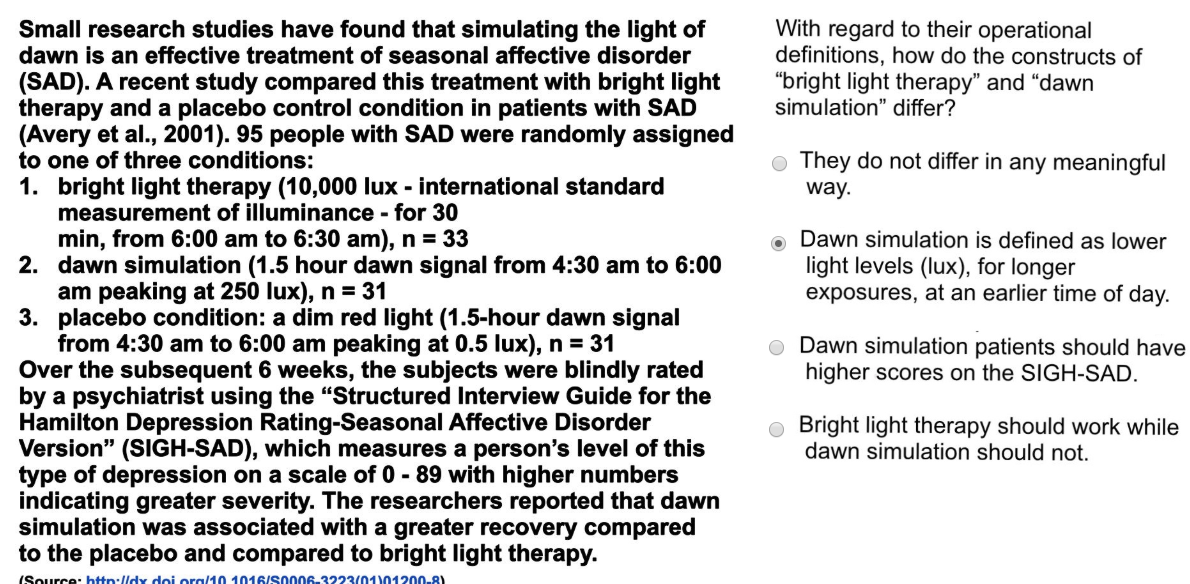 Small research studies have found that simulating the light of
dawn is an effective treatment of seasonal affective disorder
(SAD). A recent study compared this treatment with bright light
therapy and a placebo control condition in patients with SAD
(Avery et al., 2001). 95 people with SAD were randomly assigned
to one of three conditions:
1. bright light therapy (10,000 lux - international standard
measurement of illuminance - for 30
min, from 6:00 am to 6:30 am), n = 33
2. dawn simulation (1.5 hour dawn signal from 4:30 am to 6:00
am peaking at 250 lux), n = 31
3. placebo condition: a dim red light (1.5-hour dawn signal
from 4:30 am to 6:00 am peaking at 0.5 lux), n = 31
Over the subsequent 6 weeks, the subjects were blindly rated
by a psychiatrist using the “Structured Interview Guide for the
Hamilton Depression Rating-Seasonal Affective Disorder
Version” (SIGH-SAD), which measures a person’s level of this
type of depression on a scale of 0 - 89 with higher numbers
indicating greater severity. The researchers reported that dawn
simulation was associated with a greater recovery compared
to the placebo and compared to bright light therapy.
(Source: http://dx.doi.org/10.1016/S0006-3223(01)01200-8)
With regard to their operational
definitions, how do the constructs of
“bright light therapy” and “dawn
simulation” differ?
They do not differ in any meaningful
way.
Dawn simulation is defined as lower
light levels (lux), for longer
exposures, at an earlier time of day.
Dawn simulation patients should have
higher scores on the SIGH-SAD.
Bright light therapy should work while
dawn simulation should not.